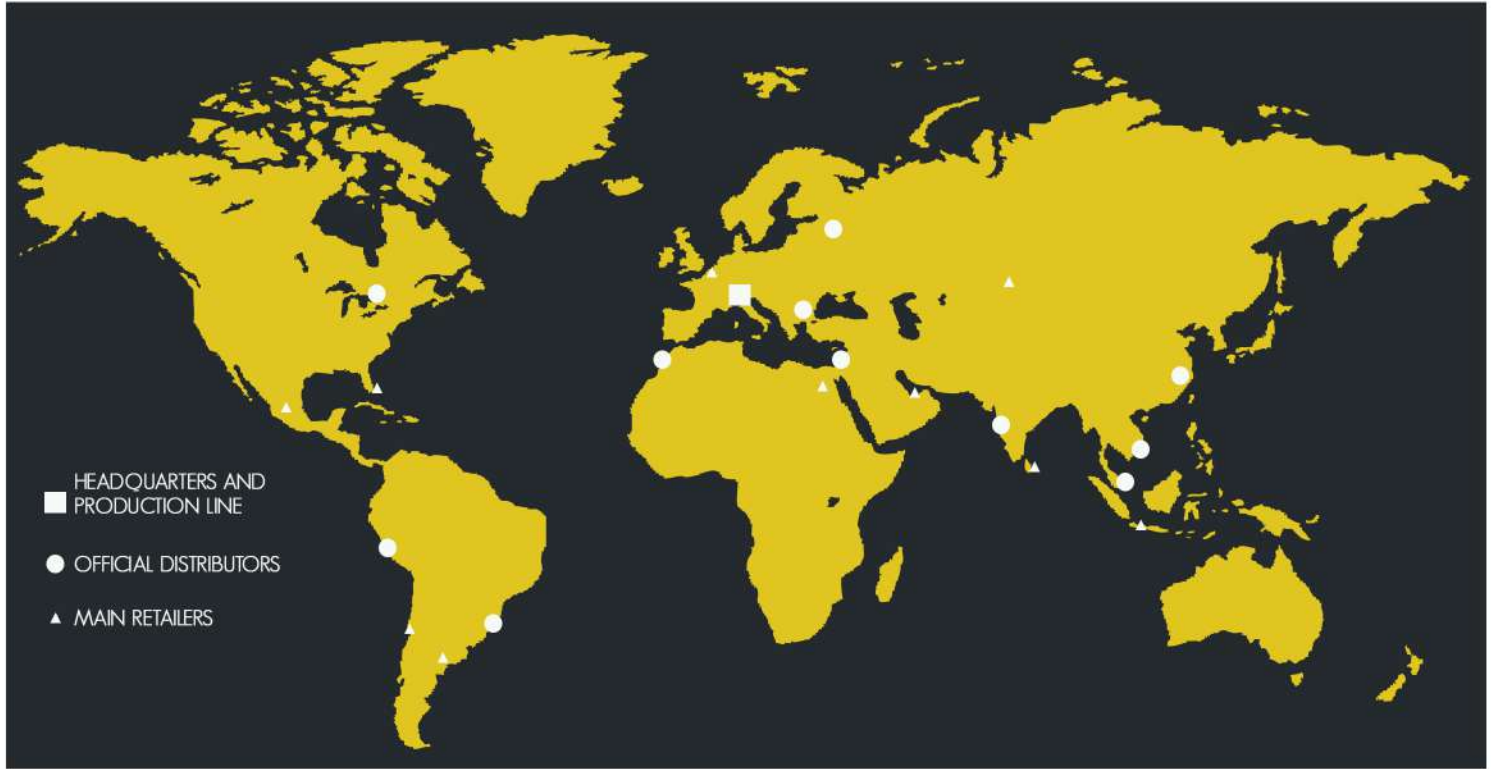 HEADQUARTERS AND
PRODUCTION LINE
OFFICIAL DISTRIBUTORS
MAIN RETAILERS